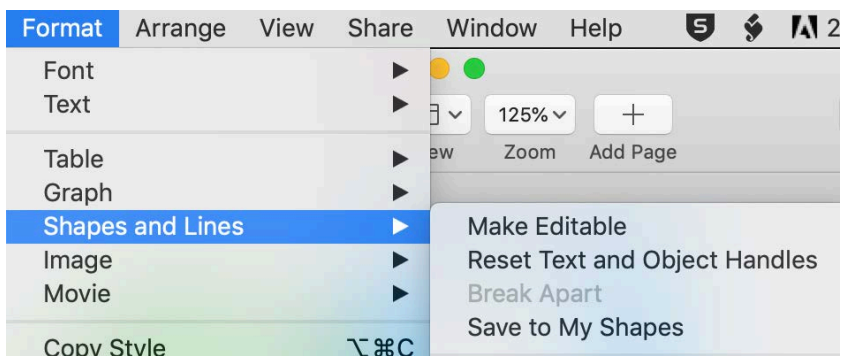 Format Arrange View Share Window Help 2
Font
Text
125%
Zoom Add Page
Table
Graph
Shapes and Lines
Image
Movie
Copy Style ⌥⌘C
Make Editable
Reset Text and Object Handles
Break Apart
Save to My Shapes